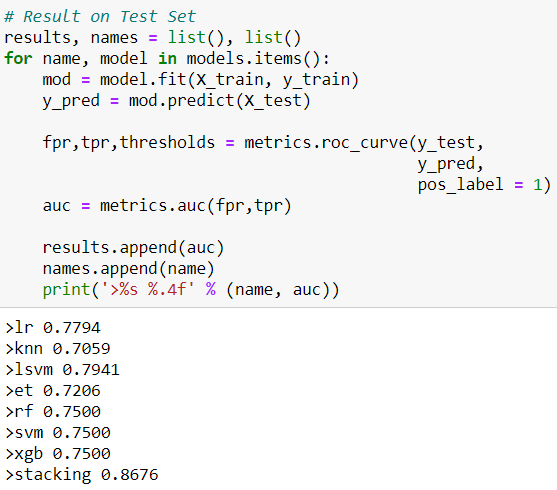 # Result on Test Set
results, names = list(), list()
for name, model in models.items():
    mod = model.fit(X_train, y_train)
    y_pred = mod.predict(X_test)

    fpr,tpr,thresholds = metrics.roc_curve(y_test,
                                           y_pred,
                                           pos_label = 1)
    auc = metrics.auc(fpr,tpr)

    results.append(auc)
    names.append(name)
    print('>%s %.4f' % (name, auc))
>lr 0.7794
>knn 0.7059
>lsvm 0.7941
>et 0.7206
>rf 0.7500
>svm 0.7500
>xgb 0.7500
>stacking 0.8676